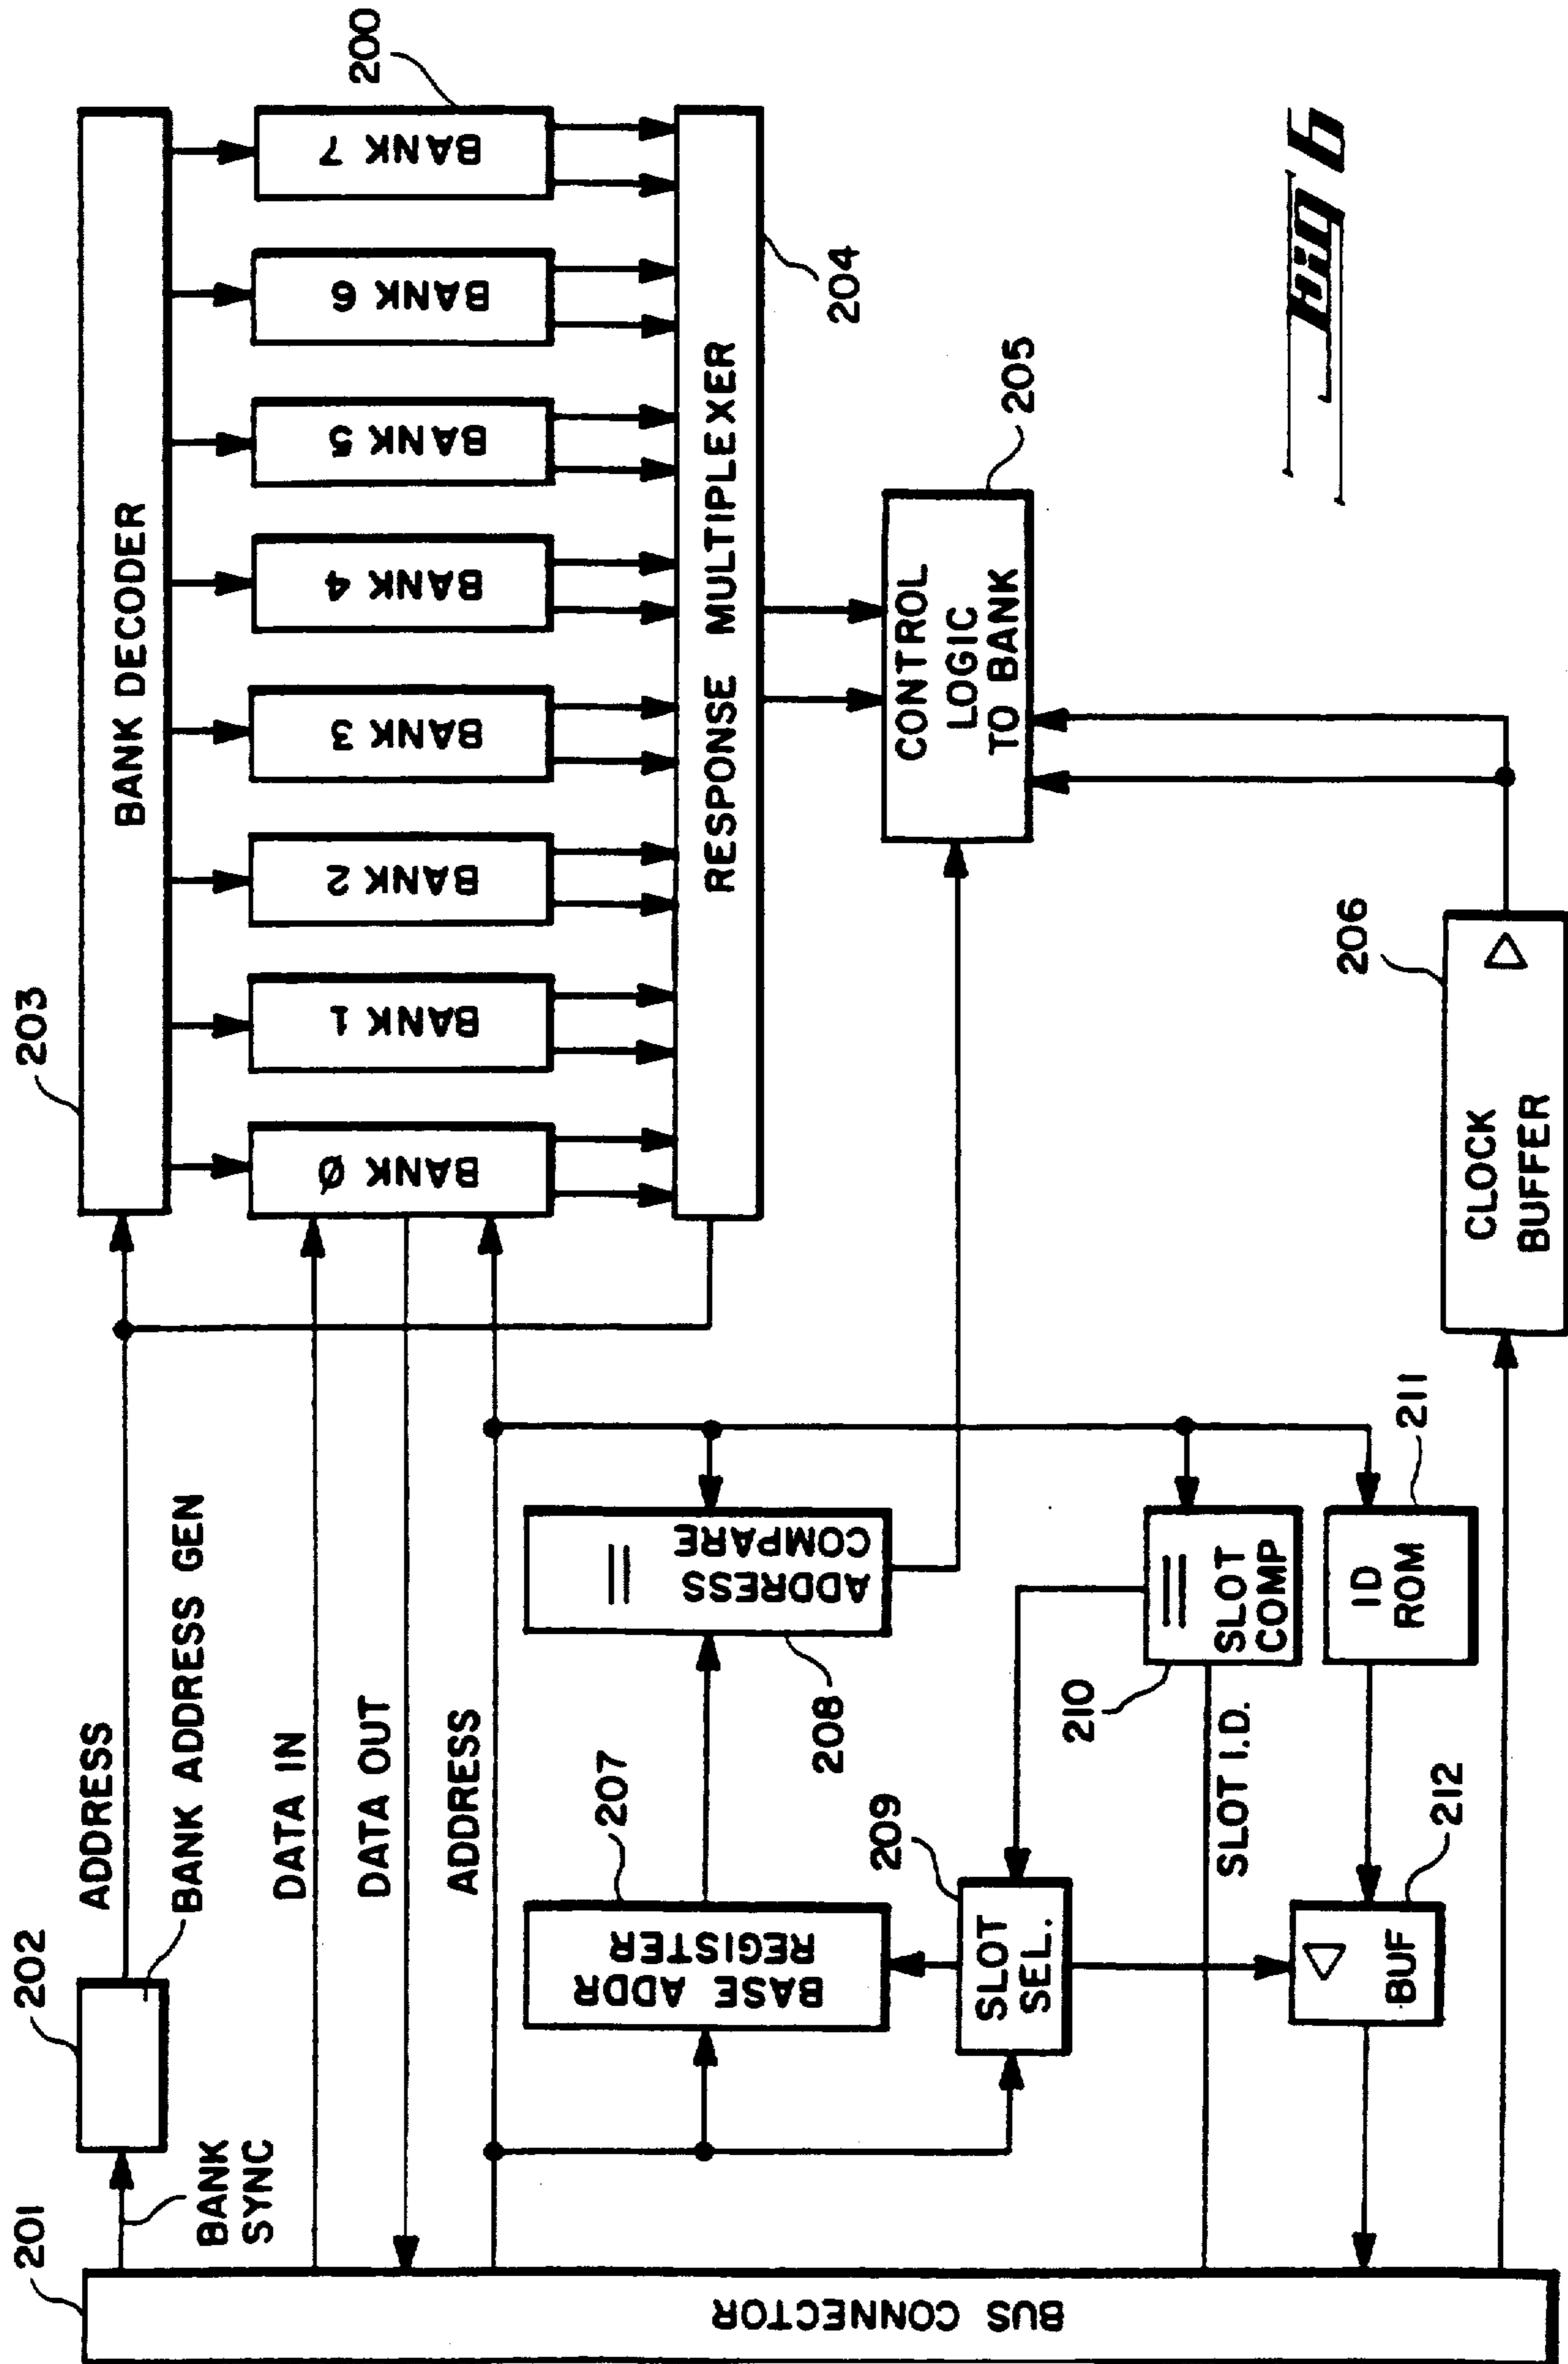 201
BUS CONNECTOR
BANK
SYNC
202
BANK ADDRESS GEN
ADDRESS
DATA IN
DATA OUT
ADDRESS
203
BANK DECODER
BANK Ø
BANK 1
BANK 2
BANK 3
BANK 4
BANK 5
BANK 6
BANK 7
200
RESPONSE MULTIPLEXER
204
CONTROL
LOGIC
TO BANK
205
207
BASE ADDR
REGISTER
=
ADDRESS
COMPARE
208
209
SLOT
SEL.
210
=
SLOT
COMP
SLOT I.D.
211
ID
ROM
212
BUF
206
CLOCK
BUFFER
Fig 6